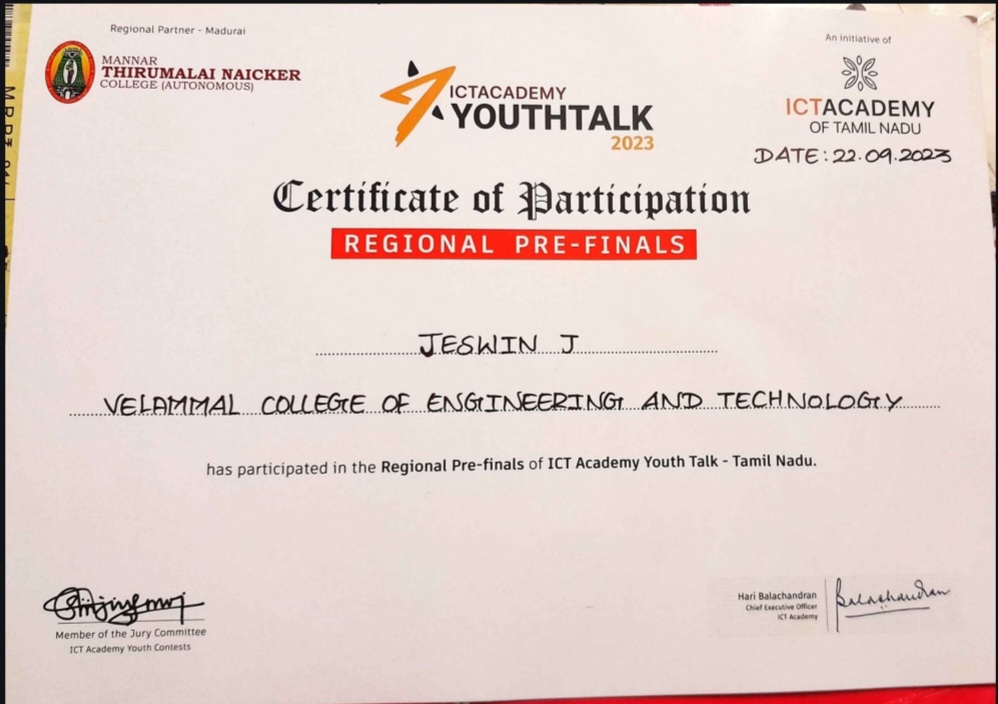 Regional Partner - Madurai
MANNAR
THIRUMALAI NAICKER
COLLEGE (AUTONOMOUS)
ICTACADEMY
YOUTHTALK
2023
An initiative of
ICTACADEMY
OF TAMIL NADU
DATE: 22.09.2023
Certificate of Participation
REGIONAL PRE-FINALS
JESWIN J
VELAMMAL COLLEGE OF ENGINEERING AND TECHNOLOGY
has participated in the Regional Pre-finals of ICT Academy Youth Talk - Tamil Nadu.
Member of the Jury Committee
ICT Academy Youth Contests
Hari Balachandran
Chief Executive Officer
ICT Academy
Balachandran